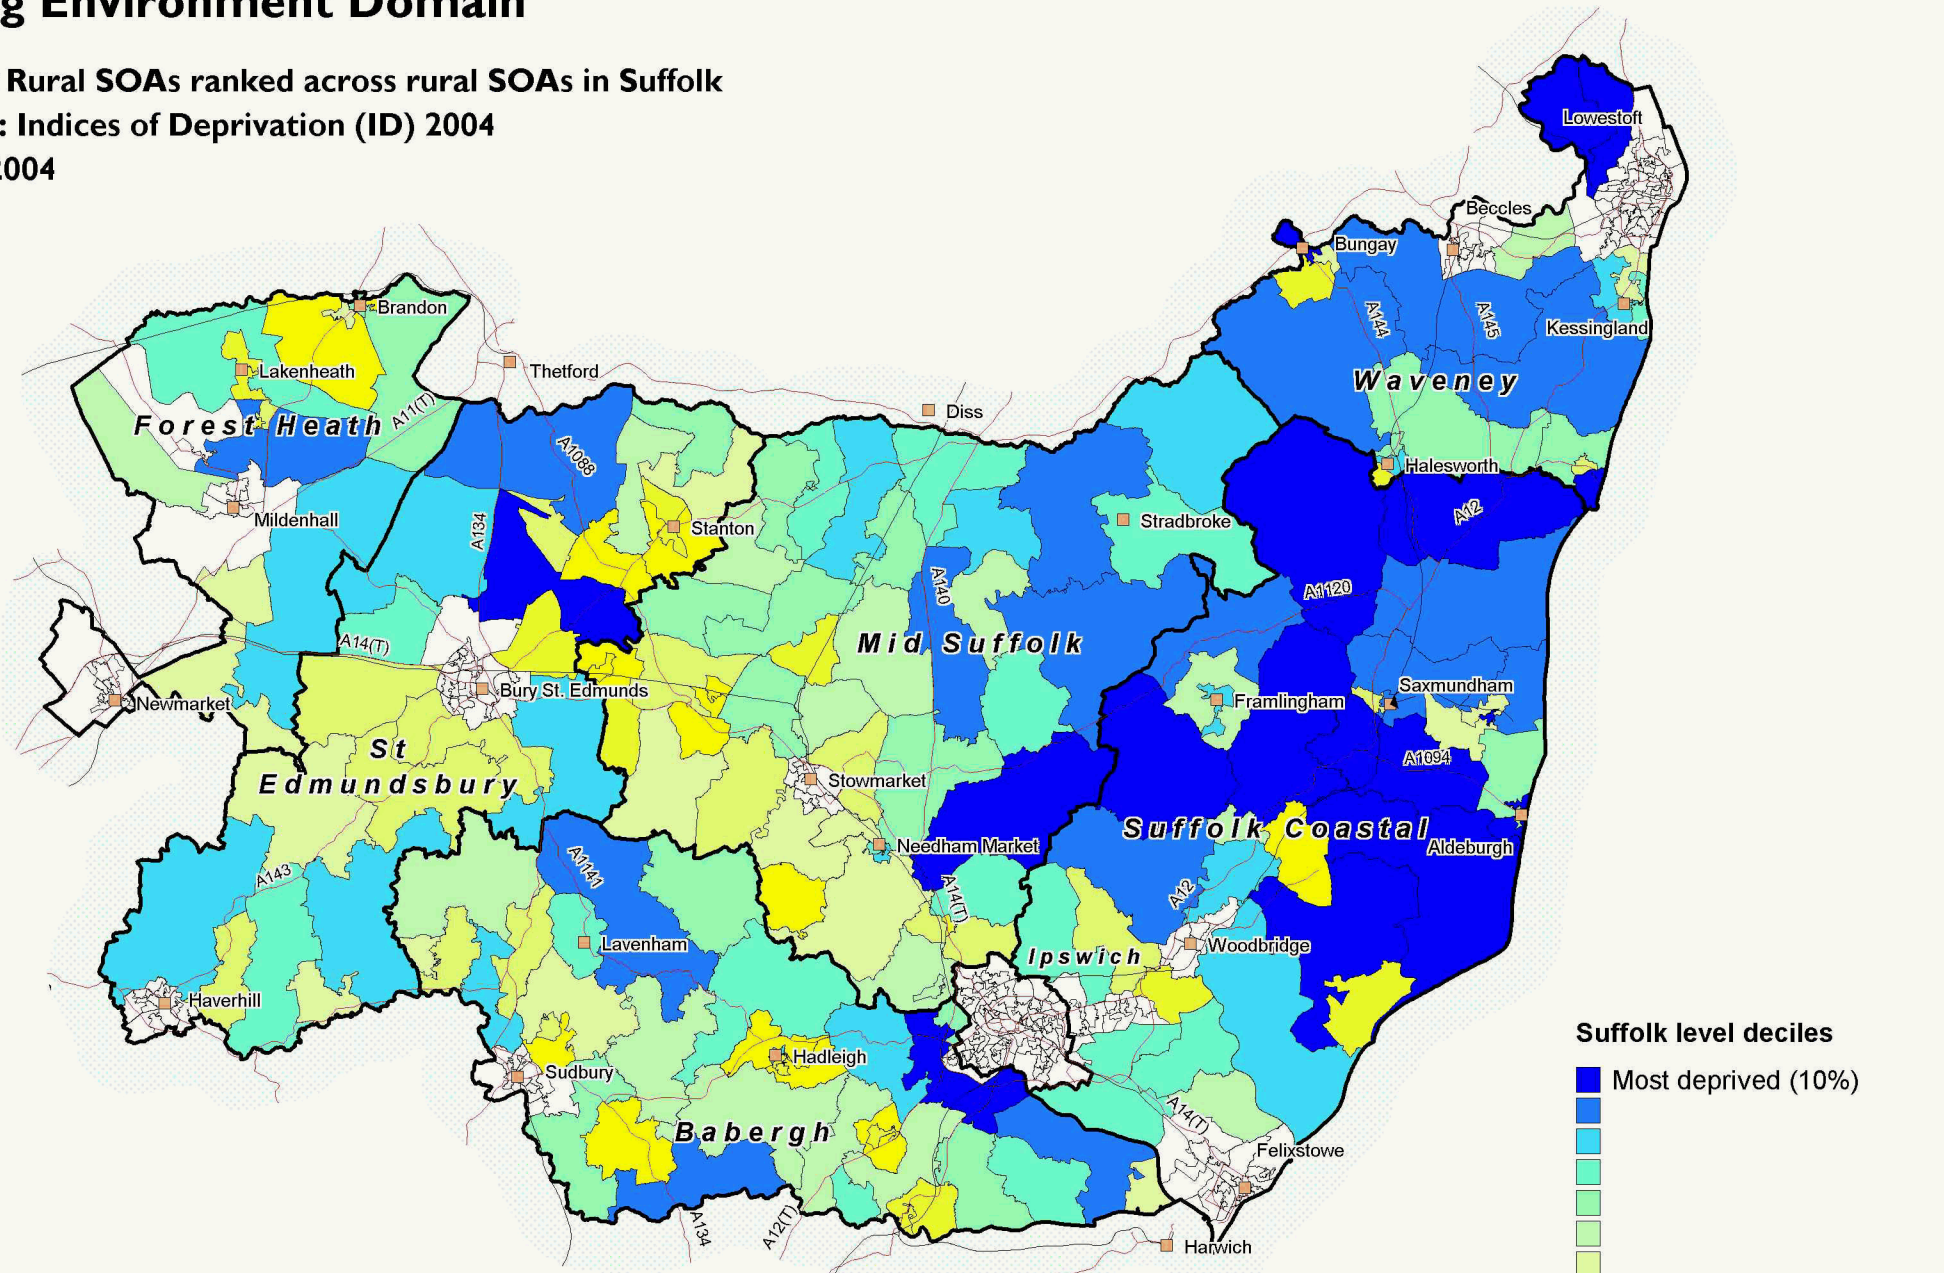 g Environment Domain
Rural SOAs ranked across rural SOAs in Suffolk
: Indices of Deprivation (ID) 2004
2004
Lowestoft
Beccles
Bungay
Brandon
A144
A145
Kessingland
Thetford
Lakenheath
Waveney
A11(T)
Diss
Forest Heath
A1088
Halesworth
Mildenhall
A134
Stanton
Stradbroke
A12
A140
A1120
A14(T)
Mid Suffolk
Bury St. Edmunds
Saxmundham
Newmarket
Framlingham
St
Edmundsbury
A1094
Stowmarket
Suffolk Coastal
Needham Market
Aldeburgh
A1141
A143
A14(T)
A12
Lavenham
Woodbridge
Ipswich
Haverhill
Suffolk level deciles
Hadleigh
Sudbury
Most deprived (10%)
A14(T)
Babergh
Felixstowe
A134
A12(T)
Harwich